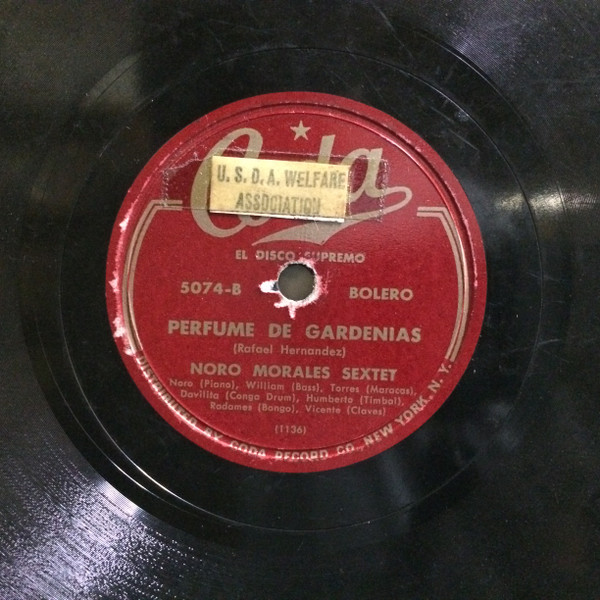 Coda
U. S. D. A. WELFARE
ASSOCIATION
EL DISCO SUPREMO
5074-B BOLERO
PERFUME DE GARDENIAS
(Rafael Hernandez)
NORO MORALES SEXTET
Noro (Piano), William (Bass), Torres (Maracas),
Davilita (Conga Drum), Humberto (Timbal),
Radames (Bongo), Vicente (Claves)
(1136)
DISTRIBUTED BY CODA RECORD CO., NEW YORK, N. Y.